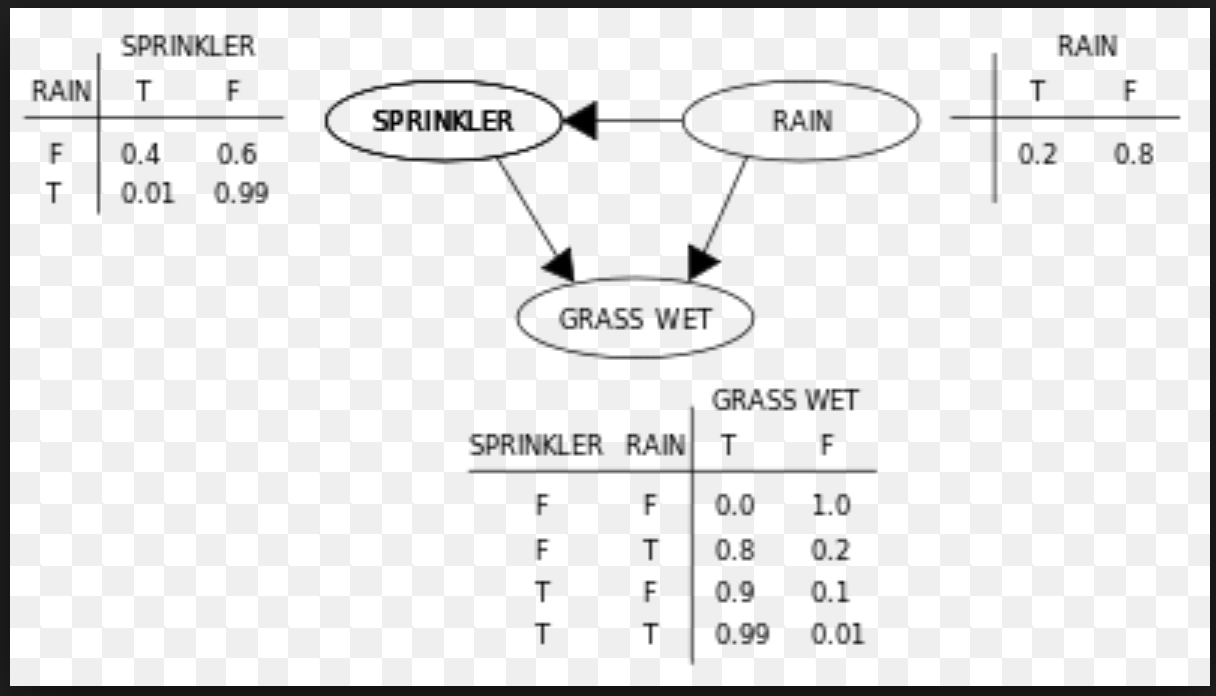 SPRINKLER
RAIN T F
F 0.4 0.6
T 0.01 0.99
SPRINKLER
RAIN
RAIN
T F
0.2 0.8
GRASS WET
GRASS WET
SPRINKLER RAIN T F
F F 0.0 1.0
F T 0.8 0.2
T F 0.9 0.1
T T 0.99 0.01